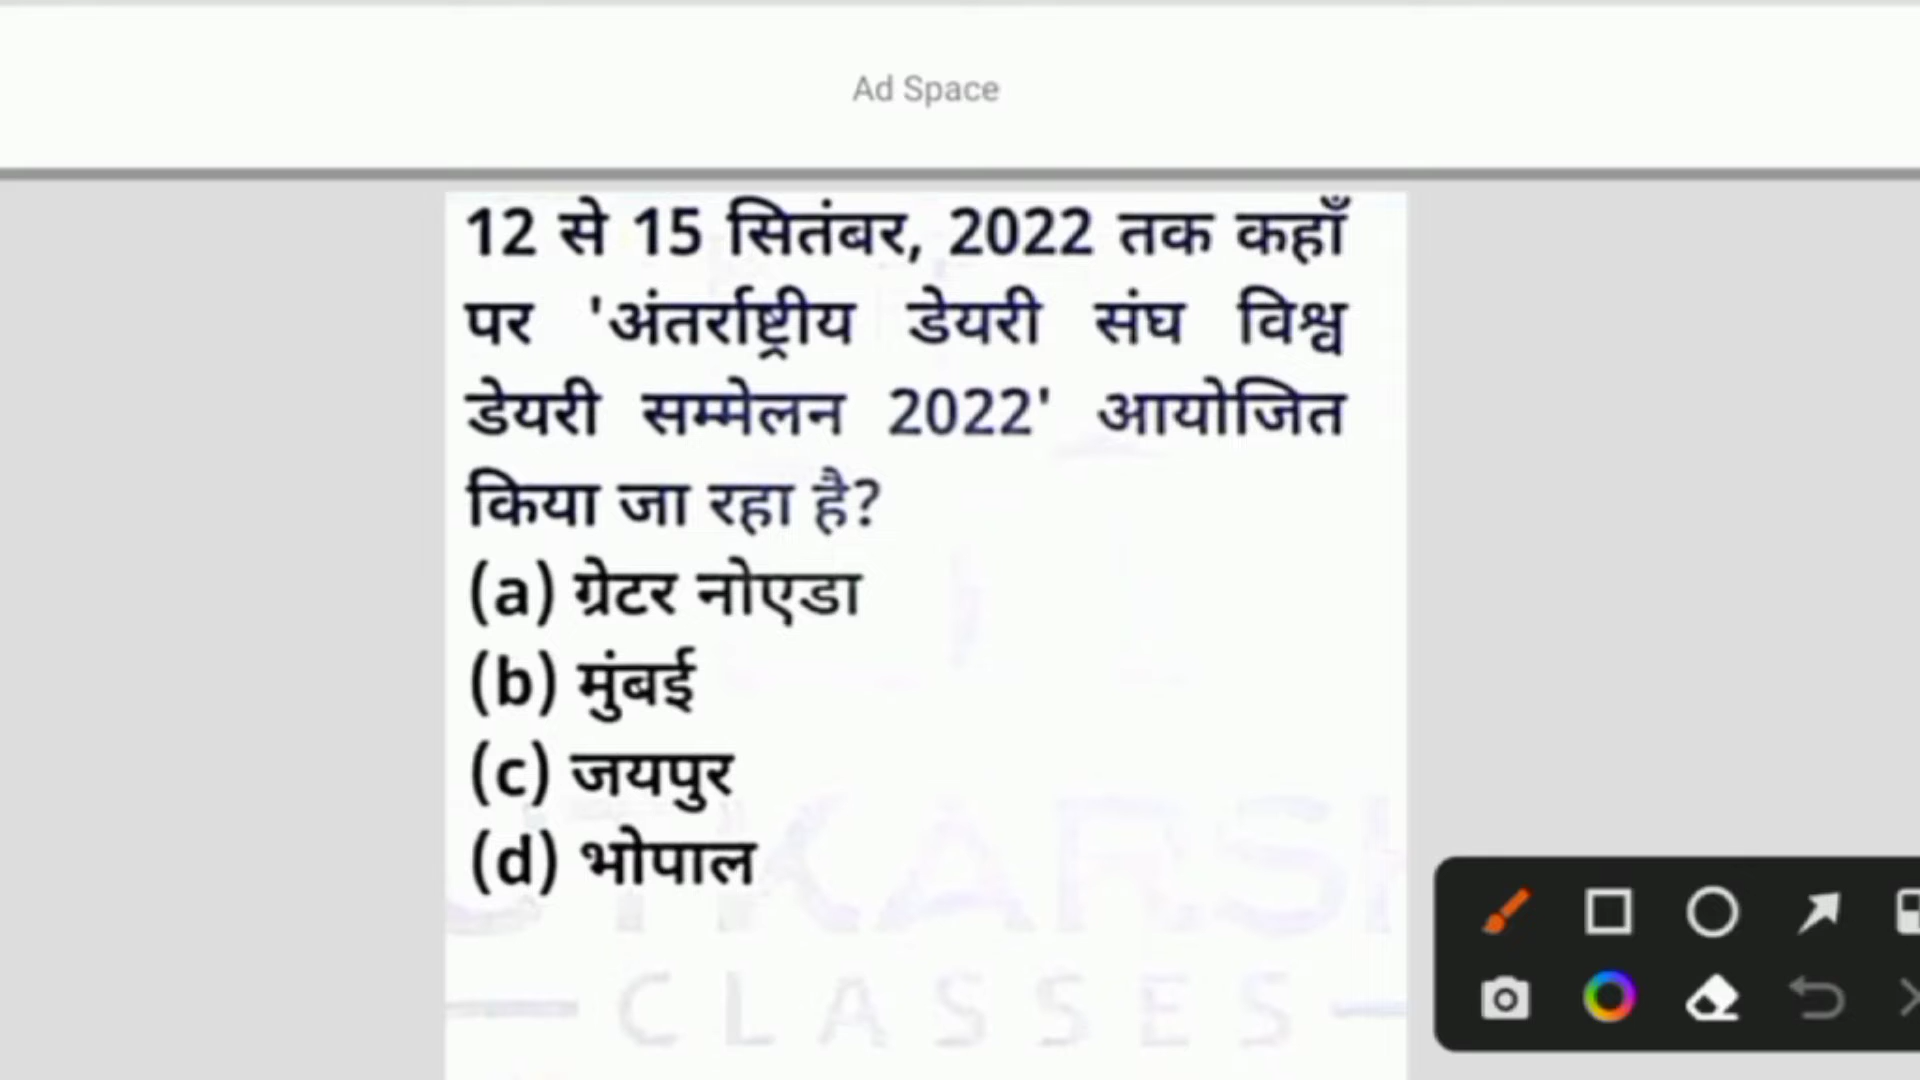 Ad Space
12 से 15 सितंबर, 2022 तक कहाँ
पर 'अंतर्राष्ट्रीय डेयरी संघ विश्व
डेयरी सम्मेलन 2022' आयोजित
किया जा रहा है?
(a) ग्रेटर नोएडा
(b) मुंबई
(c) जयपुर
(d) भोपाल
UTKARSH
CLASSES